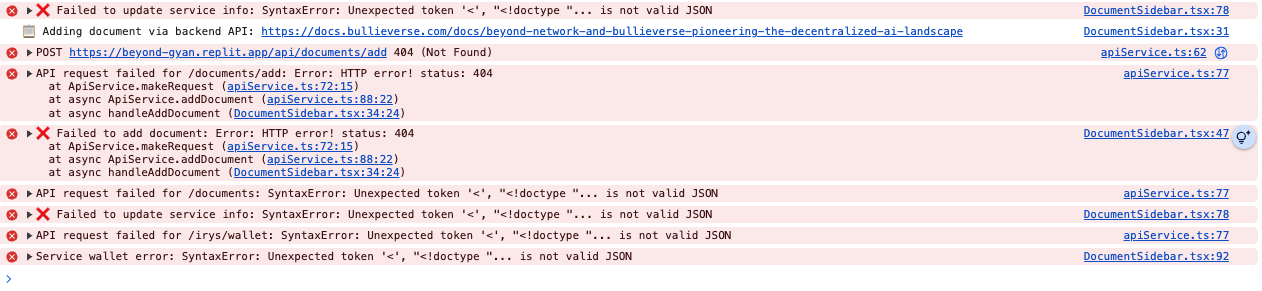 Failed to update service info: SyntaxError: Unexpected token '<', "<!doctype "... is not valid JSON DocumentSidebar.tsx:78
Adding document via backend API: https://docs.bullieverse.com/docs/beyond-network-and-bullieverse-pioneering-the-decentralized-ai-landscape DocumentSidebar.tsx:31
POST https://beyond-gyan.replit.app/api/documents/add 404 (Not Found) apiService.ts:62
API request failed for /documents/add: Error: HTTP error! status: 404 apiService.ts:77
at ApiService.makeRequest (apiService.ts:72:15)
at async ApiService.addDocument (apiService.ts:88:22)
at async handleAddDocument (DocumentSidebar.tsx:34:24)
Failed to add document: Error: HTTP error! status: 404 DocumentSidebar.tsx:47
at ApiService.makeRequest (apiService.ts:72:15)
at async ApiService.addDocument (apiService.ts:88:22)
at async handleAddDocument (DocumentSidebar.tsx:34:24)
API request failed for /documents: SyntaxError: Unexpected token '<', "<!doctype "... is not valid JSON apiService.ts:77
Failed to update service info: SyntaxError: Unexpected token '<', "<!doctype "... is not valid JSON DocumentSidebar.tsx:78
API request failed for /irys/wallet: SyntaxError: Unexpected token '<', "<!doctype "... is not valid JSON apiService.ts:77
Service wallet error: SyntaxError: Unexpected token '<', "<!doctype "... is not valid JSON DocumentSidebar.tsx:92